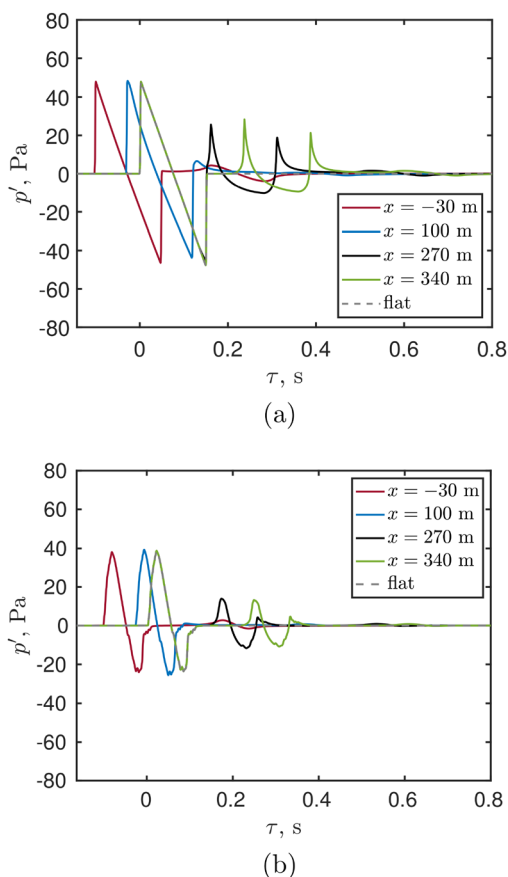 80
60
40
20
0
-20
-40
-60
-80
p′, Pa
x = −30 m
x = 100 m
x = 270 m
x = 340 m
flat
0 0.2 0.4 0.6 0.8
τ, s
(a)
80
60
40
20
0
-20
-40
-60
-80
p′, Pa
x = −30 m
x = 100 m
x = 270 m
x = 340 m
flat
0 0.2 0.4 0.6 0.8
τ, s
(b)